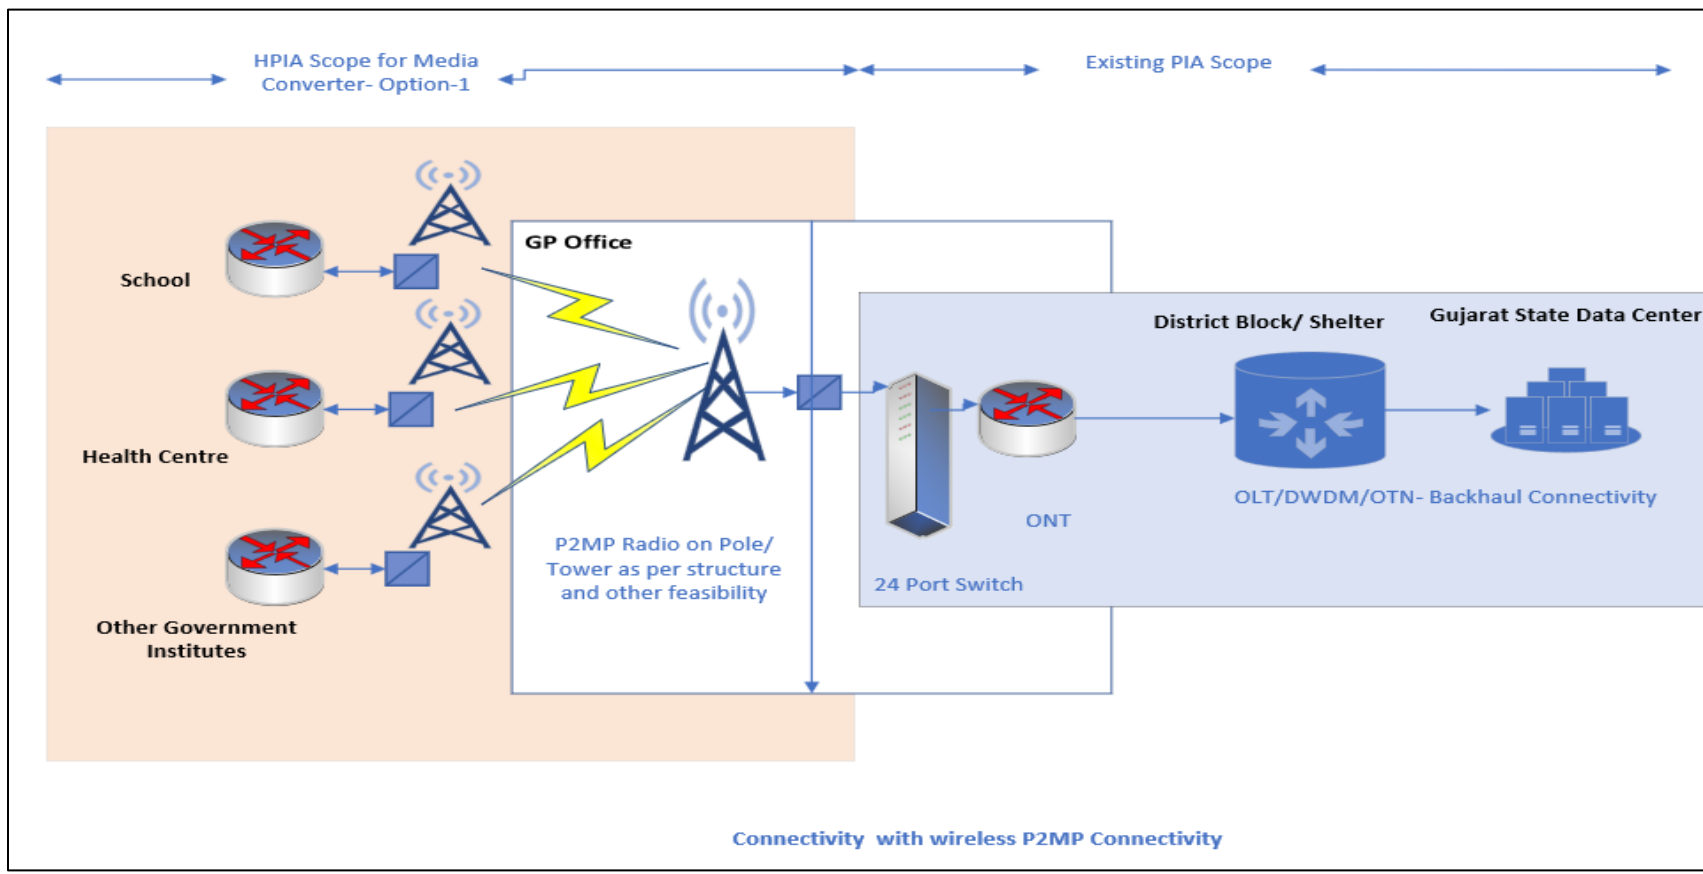 HPIA Scope for Media
Converter- Option-1
Existing PIA Scope
GP Office
School
Health Centre
Other Government
Institutes
P2MP Radio on Pole/
Tower as per structure
and other feasibility
District Block/ Shelter
Gujarat State Data Center
OLT/DWDM/OTN- Backhaul Connectivity
ONT
24 Port Switch
Connectivity with wireless P2MP Connectivity